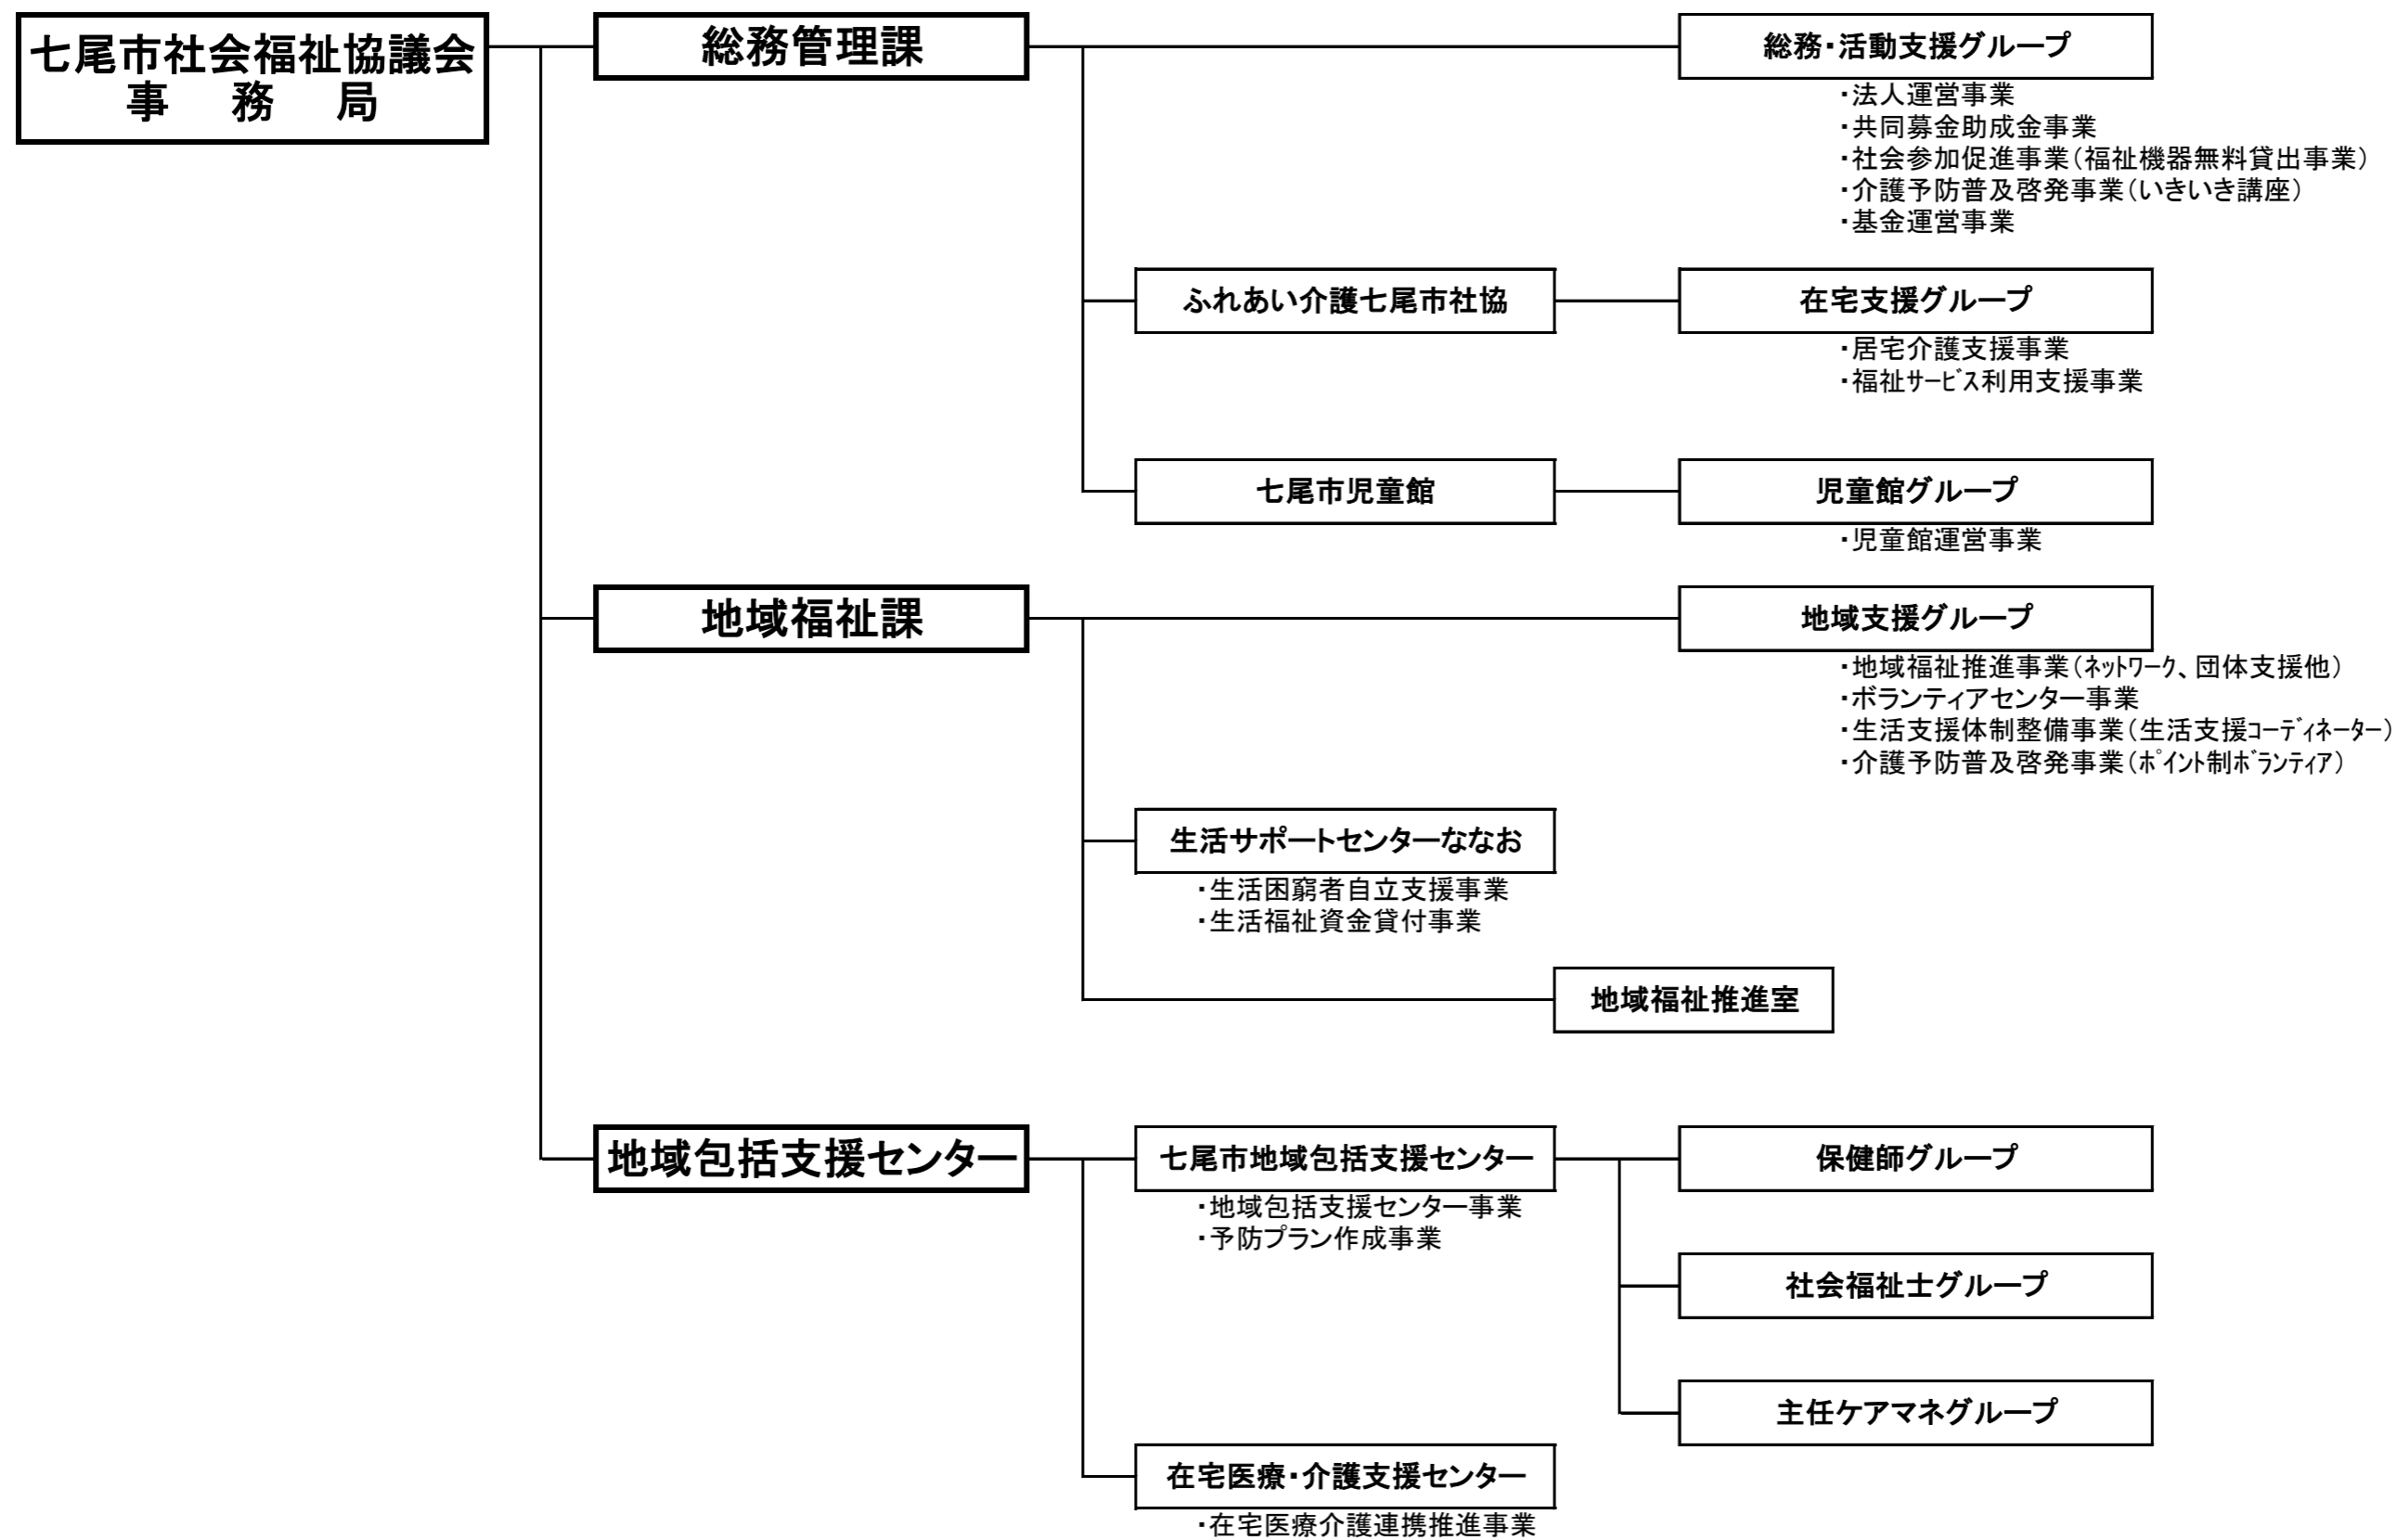 七尾市社会福祉協議会
事　務　局
総務管理課
総務・活動支援グループ
・法人運営事業
・共同募金助成金事業
・社会参加促進事業（福祉機器無料貸出事業）
・介護予防普及啓発事業（いきいき講座）
・基金運営事業
ふれあい介護七尾市社協
在宅支援グループ
・居宅介護支援事業
・福祉ｻｰﾋﾞｽ利用支援事業
七尾市児童館
児童館グループ
・児童館運営事業
地域福祉課
地域支援グループ
・地域福祉推進事業（ﾈｯﾄﾜｰｸ、団体支援他）
・ボランティアセンター事業
・生活支援体制整備事業（生活支援ｺｰﾃﾞｨﾈｰﾀｰ）
・介護予防普及啓発事業（ﾎﾟｲﾝﾄ制ﾎﾞﾗﾝﾃｨｱ）
生活サポートセンターななお
・生活困窮者自立支援事業
・生活福祉資金貸付事業
地域福祉推進室
地域包括支援センター
七尾市地域包括支援センター
・地域包括支援センター事業
・予防プラン作成事業
保健師グループ
社会福祉士グループ
主任ケアマネグループ
在宅医療・介護支援センター
・在宅医療介護連携推進事業